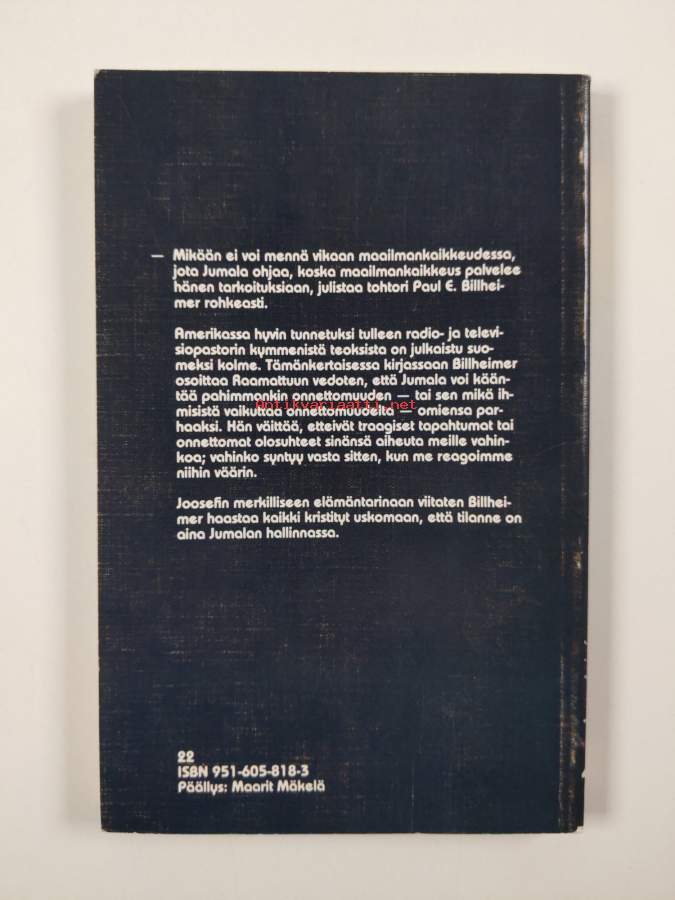 — Mikään ei voi mennä vikaan maailmankaikkeudessa,
jota Jumala ohjaa, koska maailmankaikkeus palvelee
hänen tarkoituksiaan, julistaa tohtori Paul E. Billhei-
mer rohkeasti.
Amerikassa hyvin tunnetuksi tulleen radio- ja televi-
siopastorin kymmenistä teoksista on julkaistu suo-
meksi kolme. Tämänkertaisessa kirjassaan Billheimer
osoittaa Raamattuun vedoten, että Jumala voi kään-
tää pahimmankin onnettomuuden — tai sen mikä ih-
Antikvariaatti.net
misistä vaikuttaa onnettomuudelta — omiensa par-
haaksi. Hän väittää, etteivät traagiset tapahtumat tai
onnettomat olosuhteet sinänsä aiheuta meille vahin-
koa; vahinko syntyy vasta sitten, kun me reagoimme
niihin väärin.
Joosefin merkilliseen elämäntarinaan viitaten Billhei-
mer haastaa kaikki kristityt uskomaan, että tilanne on
aina Jumalan hallinnassa.
22
ISBN 951-605-818-3
Päällys: Maarit Mäkelä